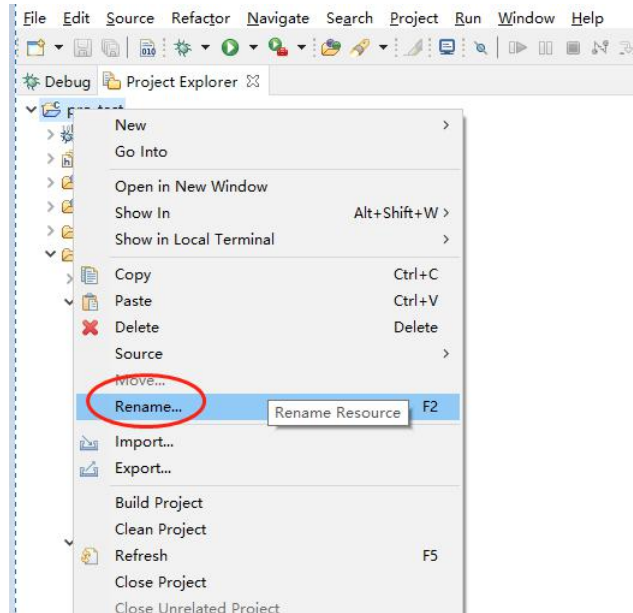 File Edit Source Refactor Navigate Search Project Run Window Help
Debug Project Explorer
New
Go Into
Open in New Window
Show In Alt+Shift+W
Show in Local Terminal
Copy Ctrl+C
Paste Ctrl+V
Delete Delete
Source
Move...
Rename... Rename Resource F2
Import...
Export...
Build Project
Clean Project
Refresh F5
Close Project
Close Unrelated Project